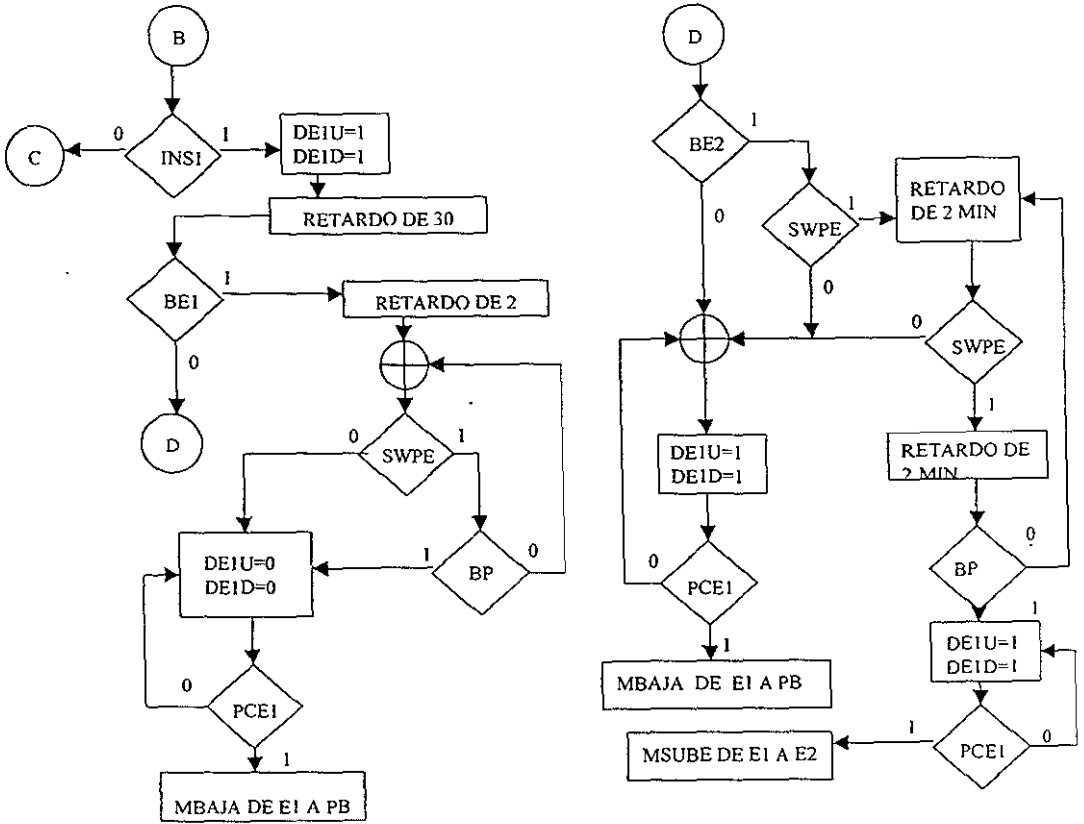 B
0
1
C
INS1
DE1U=1
DE1D=1
RETARDO DE 30
BE1
1
RETARDO DE 2
0
D
0
SWPE
1
DE1U=0
DE1D=0
1
BP
0
0
PCE1
1
MBAJA DE E1 A PB
D
BE2
1
0
SWPE
1
RETARDO
DE 2 MIN
0
0
SWPE
1
DE1U=1
DE1D=1
RETARDO DE
2 MIN
0
PCE1
BP
0
1
1
MBAJA DE E1 A PB
DE1U=1
DE1D=1
MSUBE DE E1 A E2
1
PCE1
0